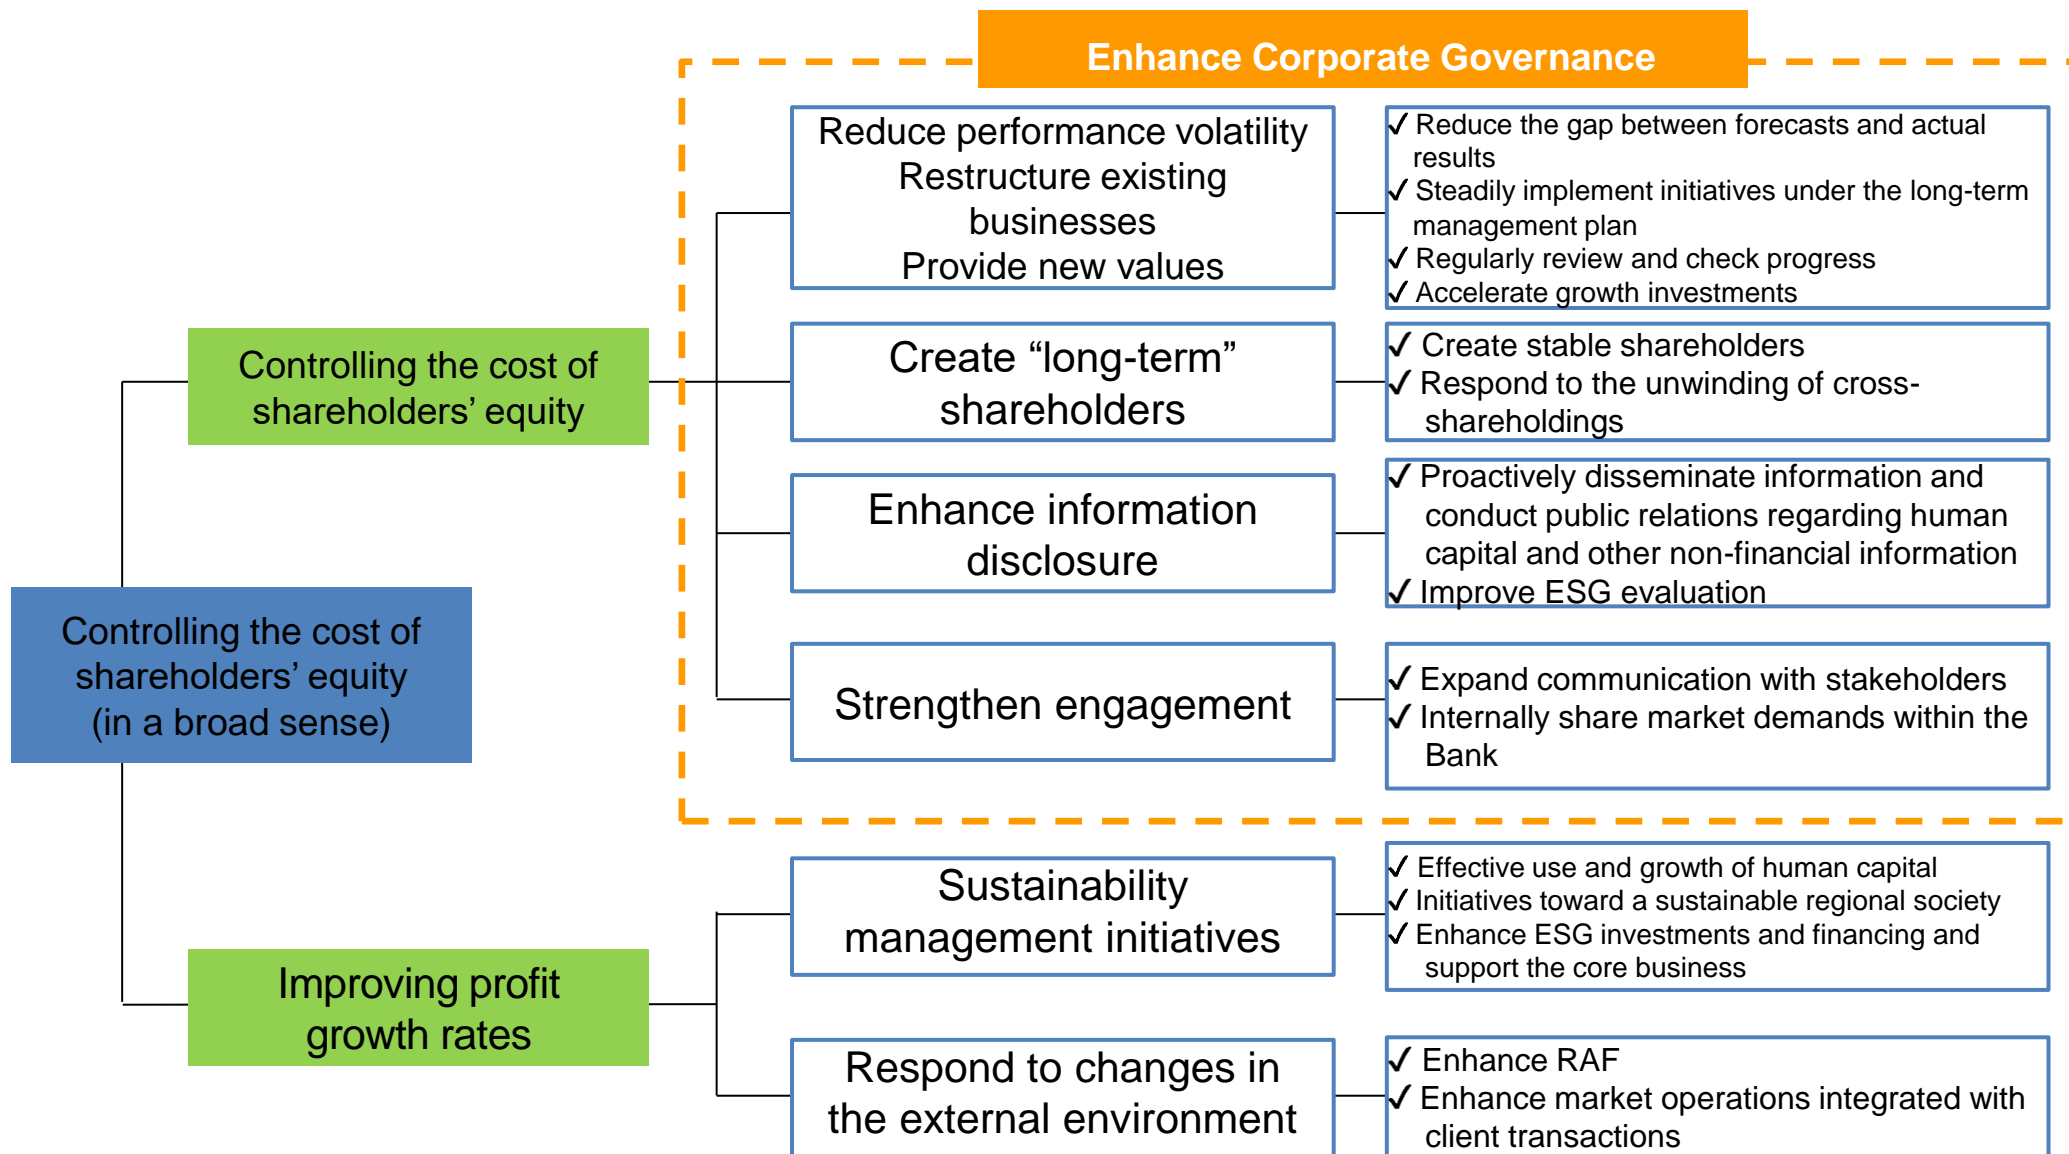 Enhance Corporate Governance
Reduce performance volatility
Restructure existing
businesses
Provide new values
✓ Reduce the gap between forecasts and actual
results
✓ Steadily implement initiatives under the long-term
management plan
✓ Regularly review and check progress
✓ Accelerate growth investments
Controlling the cost of
shareholders’ equity
Create “long-term”
shareholders
✓ Create stable shareholders
✓ Respond to the unwinding of cross-
shareholdings
Enhance information
disclosure
✓ Proactively disseminate information and
conduct public relations regarding human
capital and other non-financial information
✓ Improve ESG evaluation
Controlling the cost of
shareholders’ equity
(in a broad sense)
Strengthen engagement
✓ Expand communication with stakeholders
✓ Internally share market demands within the
Bank
Sustainability
management initiatives
✓ Effective use and growth of human capital
✓ Initiatives toward a sustainable regional society
✓ Enhance ESG investments and financing and
support the core business
Improving profit
growth rates
Respond to changes in
the external environment
✓ Enhance RAF
✓ Enhance market operations integrated with
client transactions